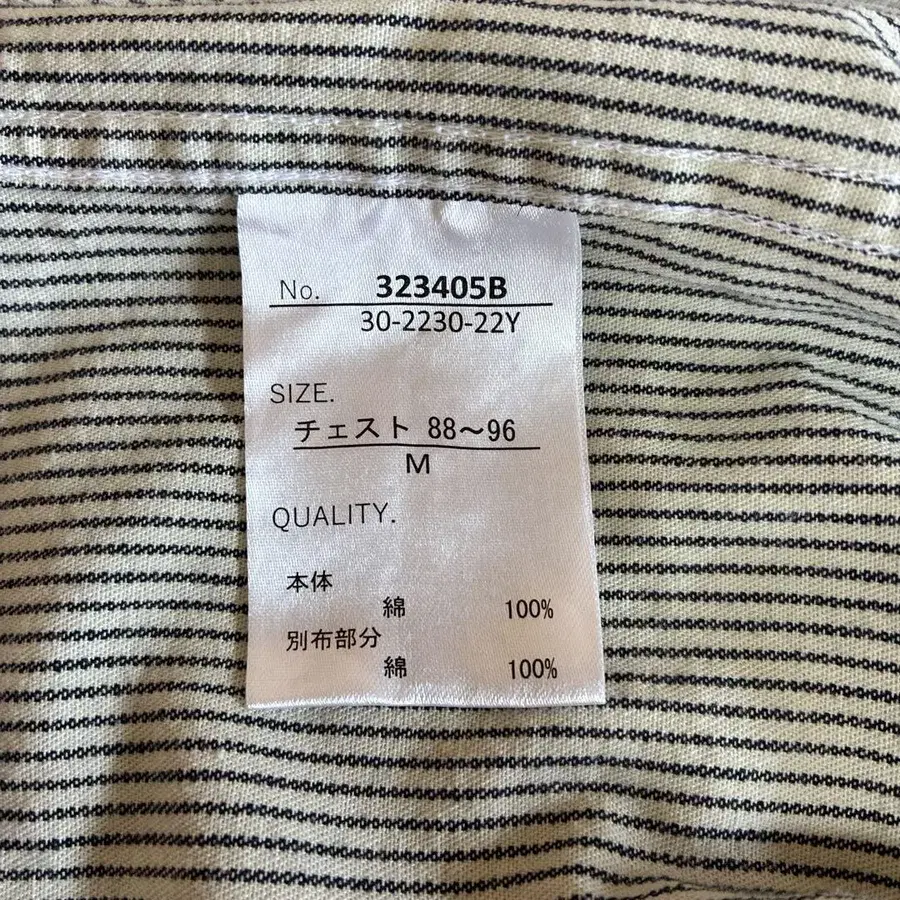 No. 323405B
30-2230-22Y
SIZE.
チェスト 88～96
M
QUALITY.
本体
綿 100%
別布部分
綿 100%